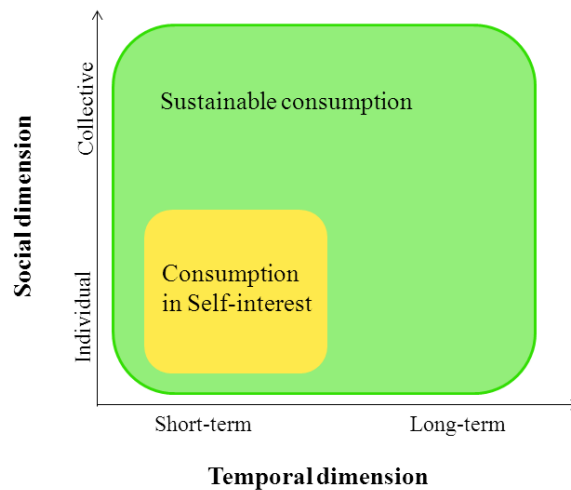 Social dimension
Collective
Individual
Sustainable consumption
Consumption
in Self-interest
Short-term
Long-term
Temporal dimension